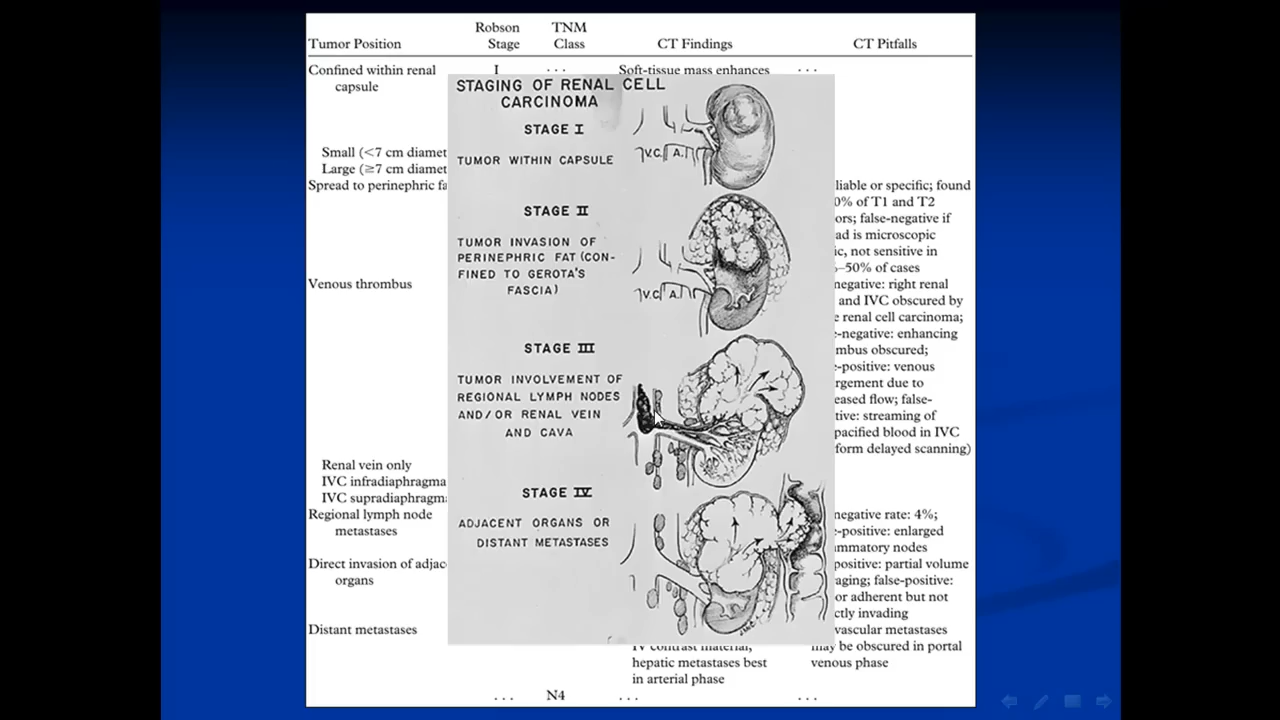 Robson TNM
Tumor Position Stage Class CT Findings CT Pitfalls
Confined within renal I ... Soft-tissue mass enhances ...
capsule
Small (<7 cm diamet
Large (≥7 cm diamet
Spread to perinephric fa
Venous thrombus
Renal vein only
IVC infradiaphragma
IVC supradiaphragma
Regional lymph node
metastases
Direct invasion of adjace
organs
Distant metastases
STAGING OF RENAL CELL
CARCINOMA
STAGE I
TUMOR WITHIN CAPSULE
V.C. A.
STAGE II
TUMOR INVASION OF
PERINEPHRIC FAT (CON-
FINED TO GEROTA'S
FASCIA)
V.C. A.
STAGE III
TUMOR INVOLVEMENT OF
REGIONAL LYMPH NODES
AND/OR RENAL VEIN
AND CAVA
STAGE IV
ADJACENT ORGANS OR
DISTANT METASTASES
liable or specific; found
0% of T1 and T2
ors; false-negative if
ad is microscopic
ic, not sensitive in
–50% of cases
negative: right renal
and IVC obscured by
e renal cell carcinoma;
-negative: enhancing
mbus obscured;
-positive: venous
rgement due to
eased flow; false-
tive: streaming of
pacified blood in IVC
form delayed scanning)
negative rate: 4%;
-positive: enlarged
ammatory nodes
positive: partial volume
aging; false-positive:
or adherent but not
ctly invading
vascular metastases
IV contrast material; may be obscured in portal
hepatic metastases best venous phase
in arterial phase
... N4 ... ...